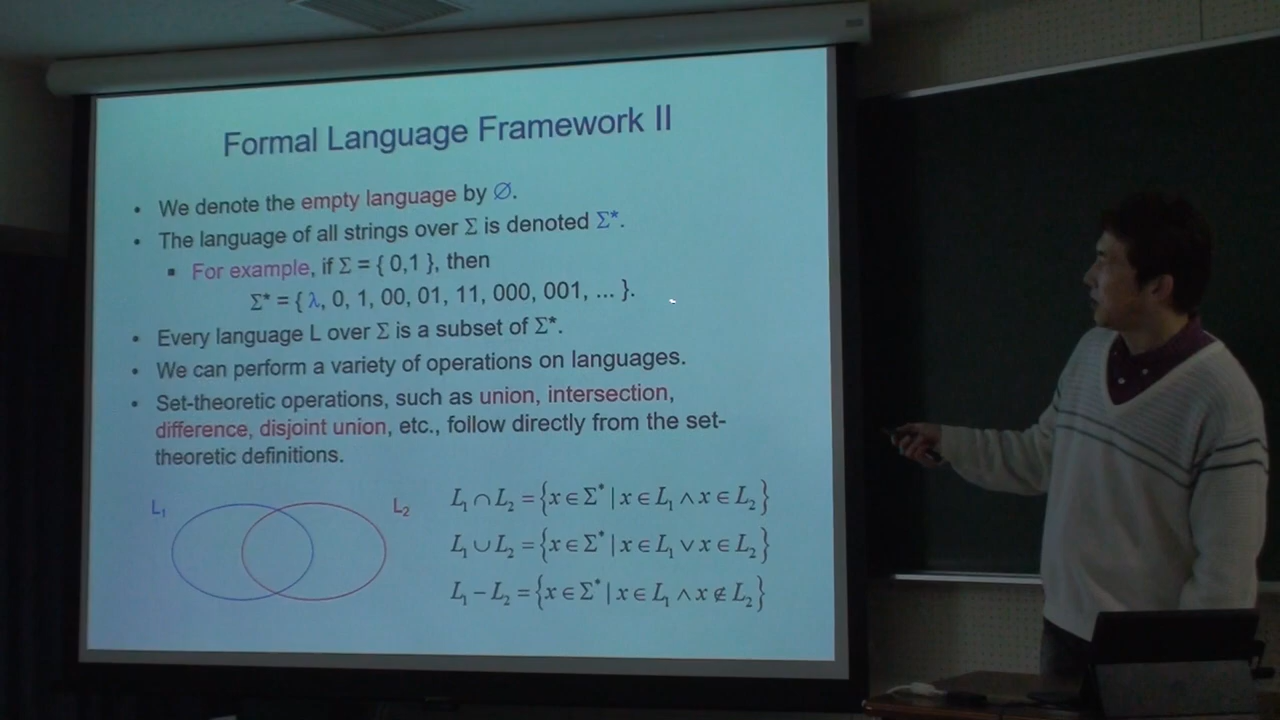 Formal Language Framework II
• We denote the empty language by ∅.
• The language of all strings over Σ is denoted Σ*.
▪ For example, if Σ = { 0,1 }, then
Σ* = { λ, 0, 1, 00, 01, 11, 000, 001, ... }.
• Every language L over Σ is a subset of Σ*.
• We can perform a variety of operations on languages.
• Set-theoretic operations, such as union, intersection,
difference, disjoint union, etc., follow directly from the set-
theoretic definitions.
L₁ L₂
L₁ ∩ L₂ = {x ∈ Σ* | x ∈ L₁ ∧ x ∈ L₂}
L₁ ∪ L₂ = {x ∈ Σ* | x ∈ L₁ ∨ x ∈ L₂}
L₁ − L₂ = {x ∈ Σ* | x ∈ L₁ ∧ x ∉ L₂}